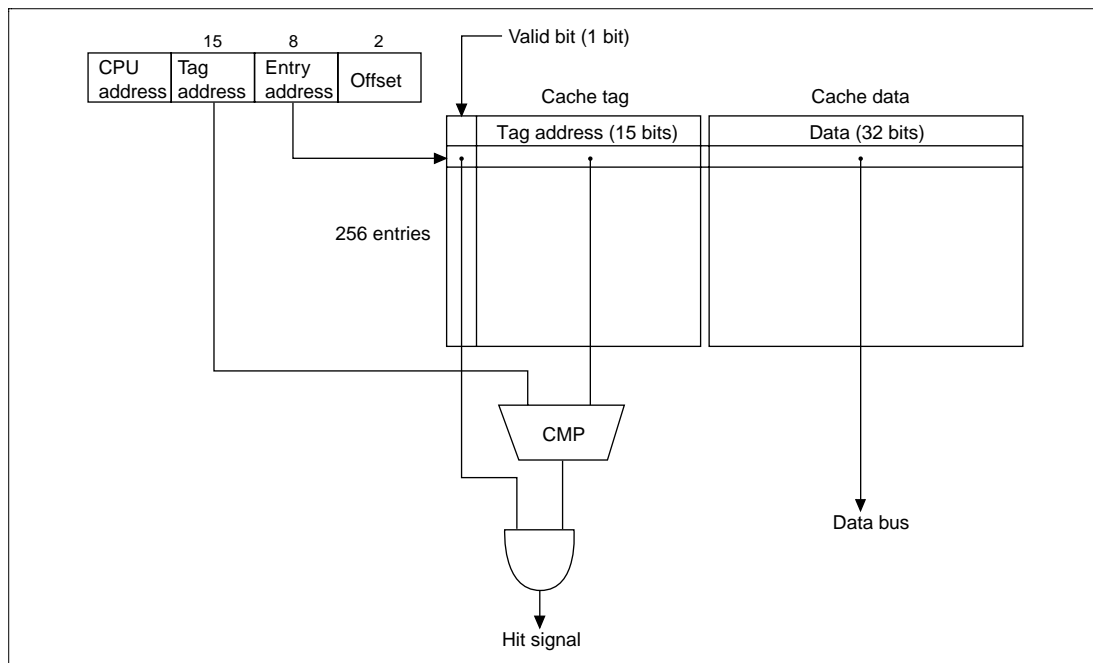 15 8 2
CPU address
Tag address
Entry address
Offset
Valid bit (1 bit)
Cache tag
Cache data
Tag address (15 bits)
Data (32 bits)
256 entries
CMP
Data bus
Hit signal